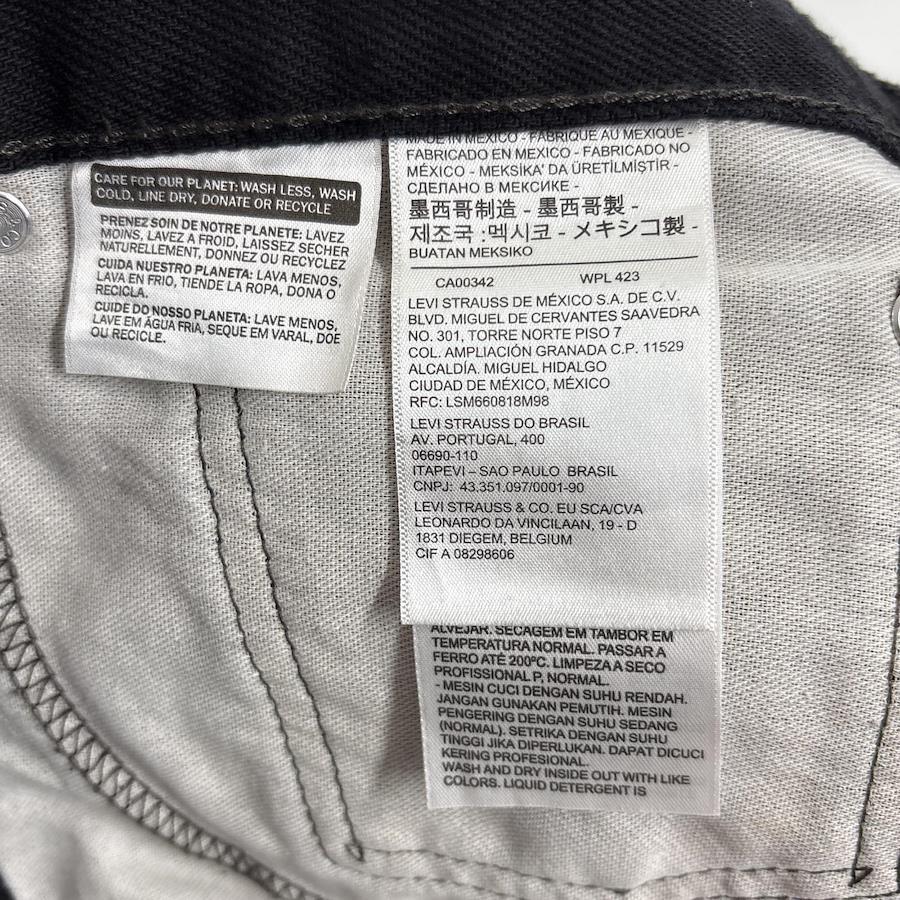 CARE FOR OUR PLANET: WASH LESS, WASH
COLD, LINE DRY, DONATE OR RECYCLE
PRENEZ SOIN DE NOTRE PLANETE: LAVEZ
MOINS, LAVEZ A FROID, LAISSEZ SECHER
NATURELLEMENT, DONNEZ OU RECYCLEZ
CUIDA NUESTRO PLANETA: LAVA MENOS,
LAVA EN FRIO, TIENDE LA ROPA, DONA O
RECICLA.
CUIDE DO NOSSO PLANETA: LAVE MENOS,
LAVE EM ÁGUA FRIA, SEQUE EM VARAL, DOE
OU RECICLE.
MADE IN MEXICO - FABRIQUE AU MEXIQUE -
FABRICADO EN MEXICO - FABRICADO NO
MÉXICO - MEKSİKA' DA ÜRETİLMİŞTİR -
СДЕЛАНО В МЕКСИКЕ -
墨西哥制造 - 墨西哥製 -
제조국 :멕시코 - メキシコ製 -
BUATAN MEKSIKO
CA00342 WPL 423
LEVI STRAUSS DE MÉXICO S.A. DE C.V.
BLVD. MIGUEL DE CERVANTES SAAVEDRA
NO. 301, TORRE NORTE PISO 7
COL. AMPLIACIÓN GRANADA C.P. 11529
ALCALDÍA. MIGUEL HIDALGO
CIUDAD DE MÉXICO, MÉXICO
RFC: LSM660818M98
LEVI STRAUSS DO BRASIL
AV. PORTUGAL, 400
06690-110
ITAPEVI – SAO PAULO BRASIL
CNPJ: 43.351.097/0001-90
LEVI STRAUSS & CO. EU SCA/CVA
LEONARDO DA VINCILAAN, 19 - D
1831 DIEGEM, BELGIUM
CIF A 08298606
ALVEJAR. SECAGEM EM TAMBOR EM
TEMPERATURA NORMAL. PASSAR A
FERRO ATÉ 200ºC. LIMPEZA A SECO
PROFISSIONAL P, NORMAL.
- MESIN CUCI DENGAN SUHU RENDAH.
JANGAN GUNAKAN PEMUTIH. MESIN
PENGERING DENGAN SUHU SEDANG
(NORMAL). SETRIKA DENGAN SUHU
TINGGI JIKA DIPERLUKAN. DAPAT DICUCI
KERING PROFESIONAL.
WASH AND DRY INSIDE OUT WITH LIKE
COLORS. LIQUID DETERGENT IS